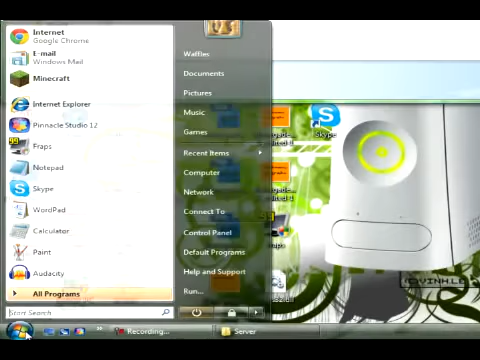 Internet
Google Chrome
E-mail
Windows Mail
Minecraft
Internet Explorer
Pinnacle Studio 12
Fraps
Notepad
Skype
WordPad
Calculator
Paint
Audacity
All Programs
Start Search
Waffles
Documents
Pictures
Music
Games
Recent Items
Computer
Network
Connect To
Control Panel
Default Programs
Help and Support
Run...
Skype
Recording...
Server